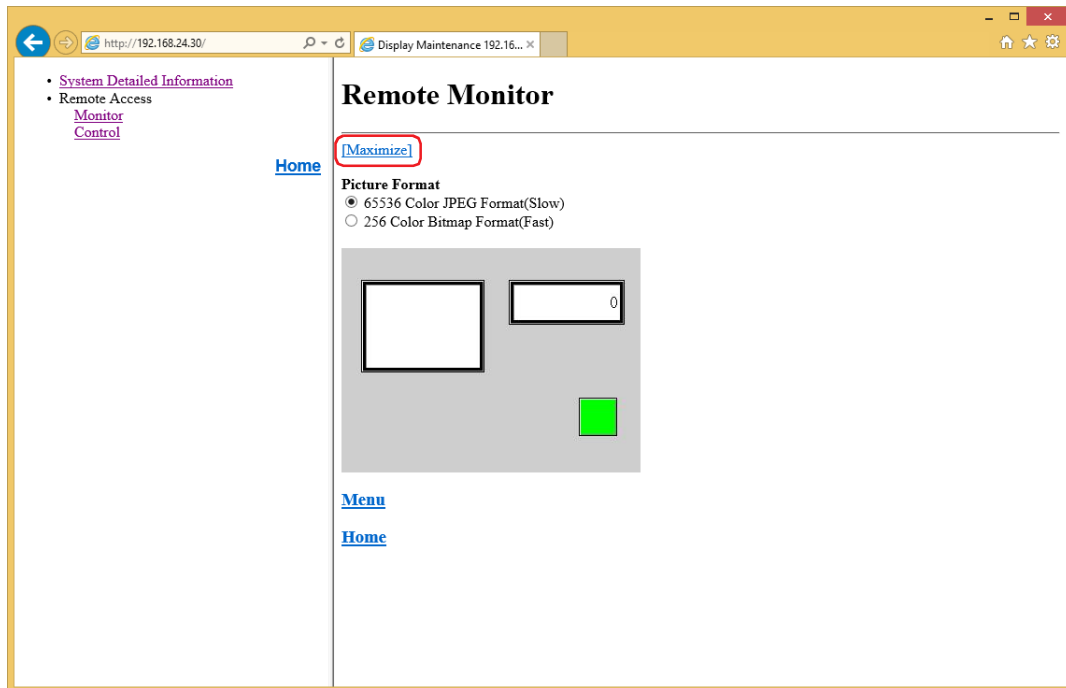 http://192.168.24.30/
Display Maintenance 192.16...
• System Detailed Information
• Remote Access
Monitor
Control
Home
Remote Monitor
[Maximize]
Picture Format
65536 Color JPEG Format(Slow)
256 Color Bitmap Format(Fast)
0
Menu
Home